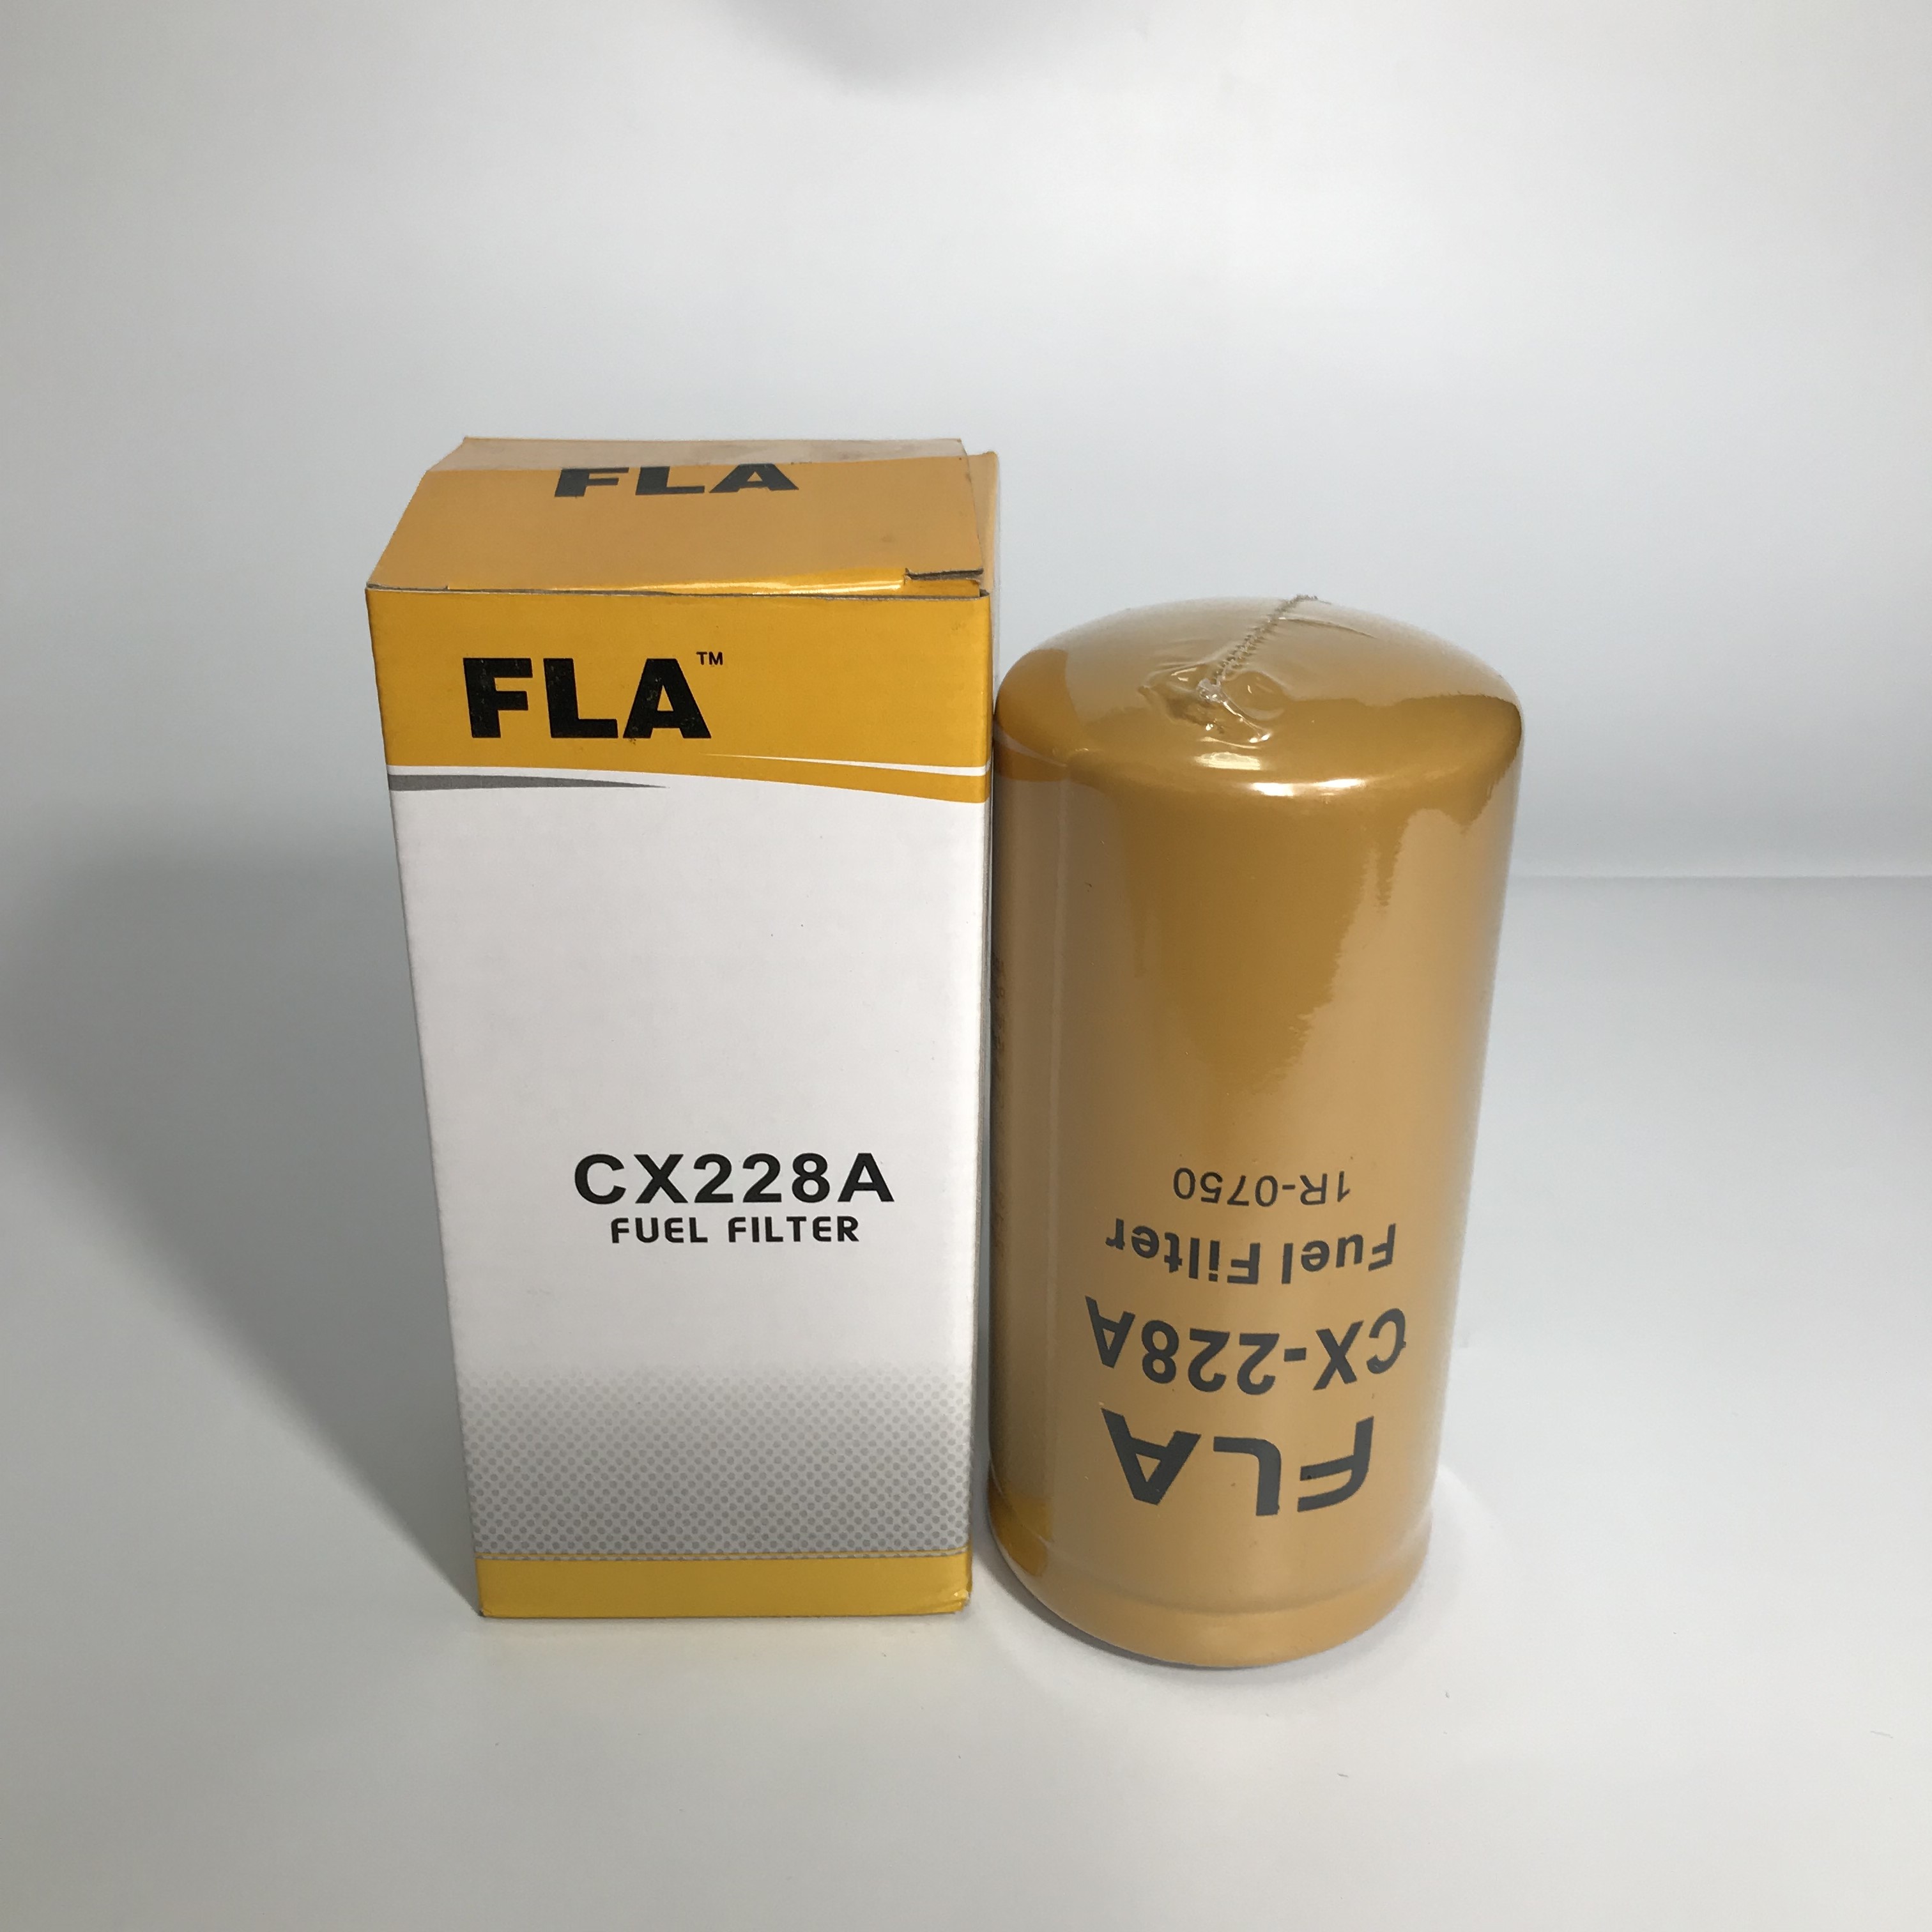 FLA
FLA™
CX228A
FUEL FILTER
FLA
CX-228A
Fuel Filter
1R-0750